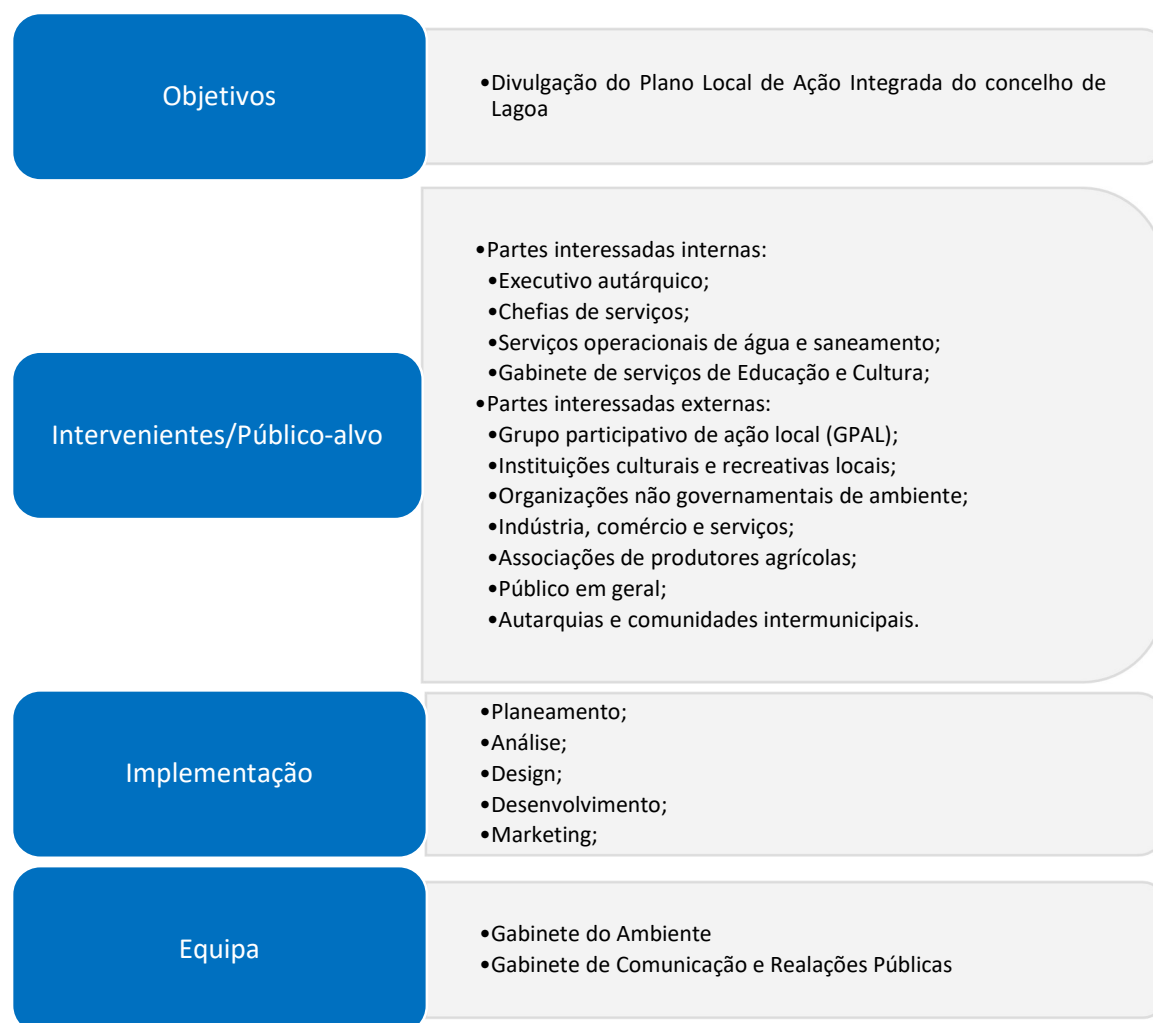 Objetivos
•Divulgação do Plano Local de Ação Integrada do concelho de
Lagoa
Intervenientes/Público-alvo
•Partes interessadas internas:
•Executivo autárquico;
•Chefias de serviços;
•Serviços operacionais de água e saneamento;
•Gabinete de serviços de Educação e Cultura;
•Partes interessadas externas:
•Grupo participativo de ação local (GPAL);
•Instituições culturais e recreativas locais;
•Organizações não governamentais de ambiente;
•Indústria, comércio e serviços;
•Associações de produtores agrícolas;
•Público em geral;
•Autarquias e comunidades intermunicipais.
Implementação
•Planeamento;
•Análise;
•Design;
•Desenvolvimento;
•Marketing;
Equipa
•Gabinete do Ambiente
•Gabinete de Comunicação e Realações Públicas